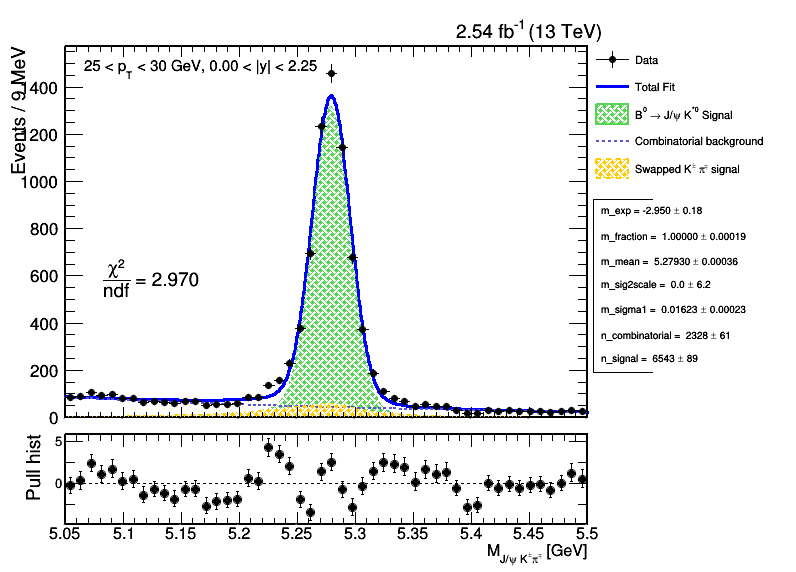 2.54 fb⁻¹ (13 TeV)
Events / 9 MeV
25 < p_T < 30 GeV, 0.00 < |y| < 2.25
1400
1200
1000
800
600
400
200
0
χ²/ndf = 2.970
Data
Total Fit
B⁰ → J/ψ K*⁰ Signal
Combinatorial background
Swapped K± π∓ signal
m_exp = -2.950 ± 0.18
m_fraction = 1.00000 ± 0.00019
m_mean = 5.27930 ± 0.00036
m_sig2scale = 0.0 ± 6.2
m_sigma1 = 0.01623 ± 0.00023
n_combinatorial = 2328 ± 61
n_signal = 6543 ± 89
Pull hist
5
0
5.05 5.1 5.15 5.2 5.25 5.3 5.35 5.4 5.45 5.5
M_J/ψ K±π∓ [GeV]